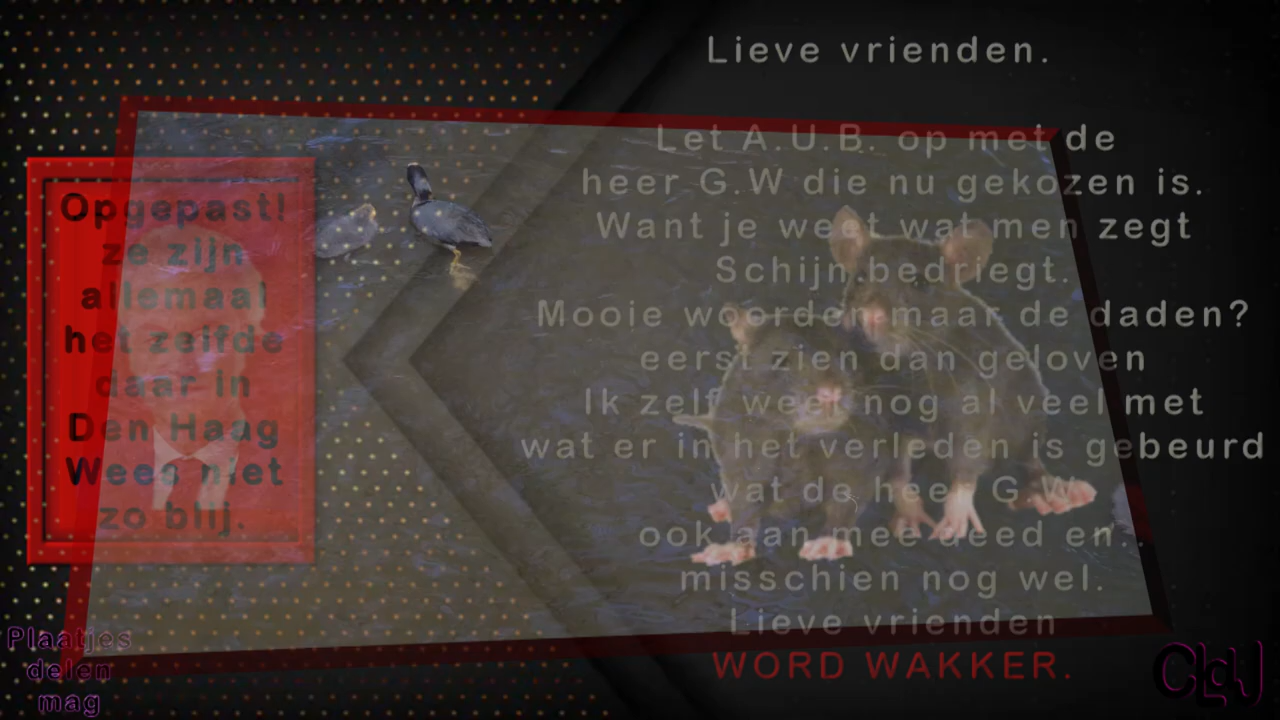 Opgepast!
ze zijn
allemaal
het zelfde
daar in
Den Haag
Wees niet
zo blij.
Lieve vrienden.
Let A.U.B. op met de
heer G.W die nu gekozen is.
Want je weet wat men zegt
Schijn bedriegt.
Mooie woorden maar de daden?
eerst zien dan geloven
Ik zelf weet nog al veel met
wat er in het verleden is gebeurd
wat de heer G.W
ook aan mee deed en..
misschien nog wel.
Lieve vrienden
WORD WAKKER.
Plaatjes
delen
mag